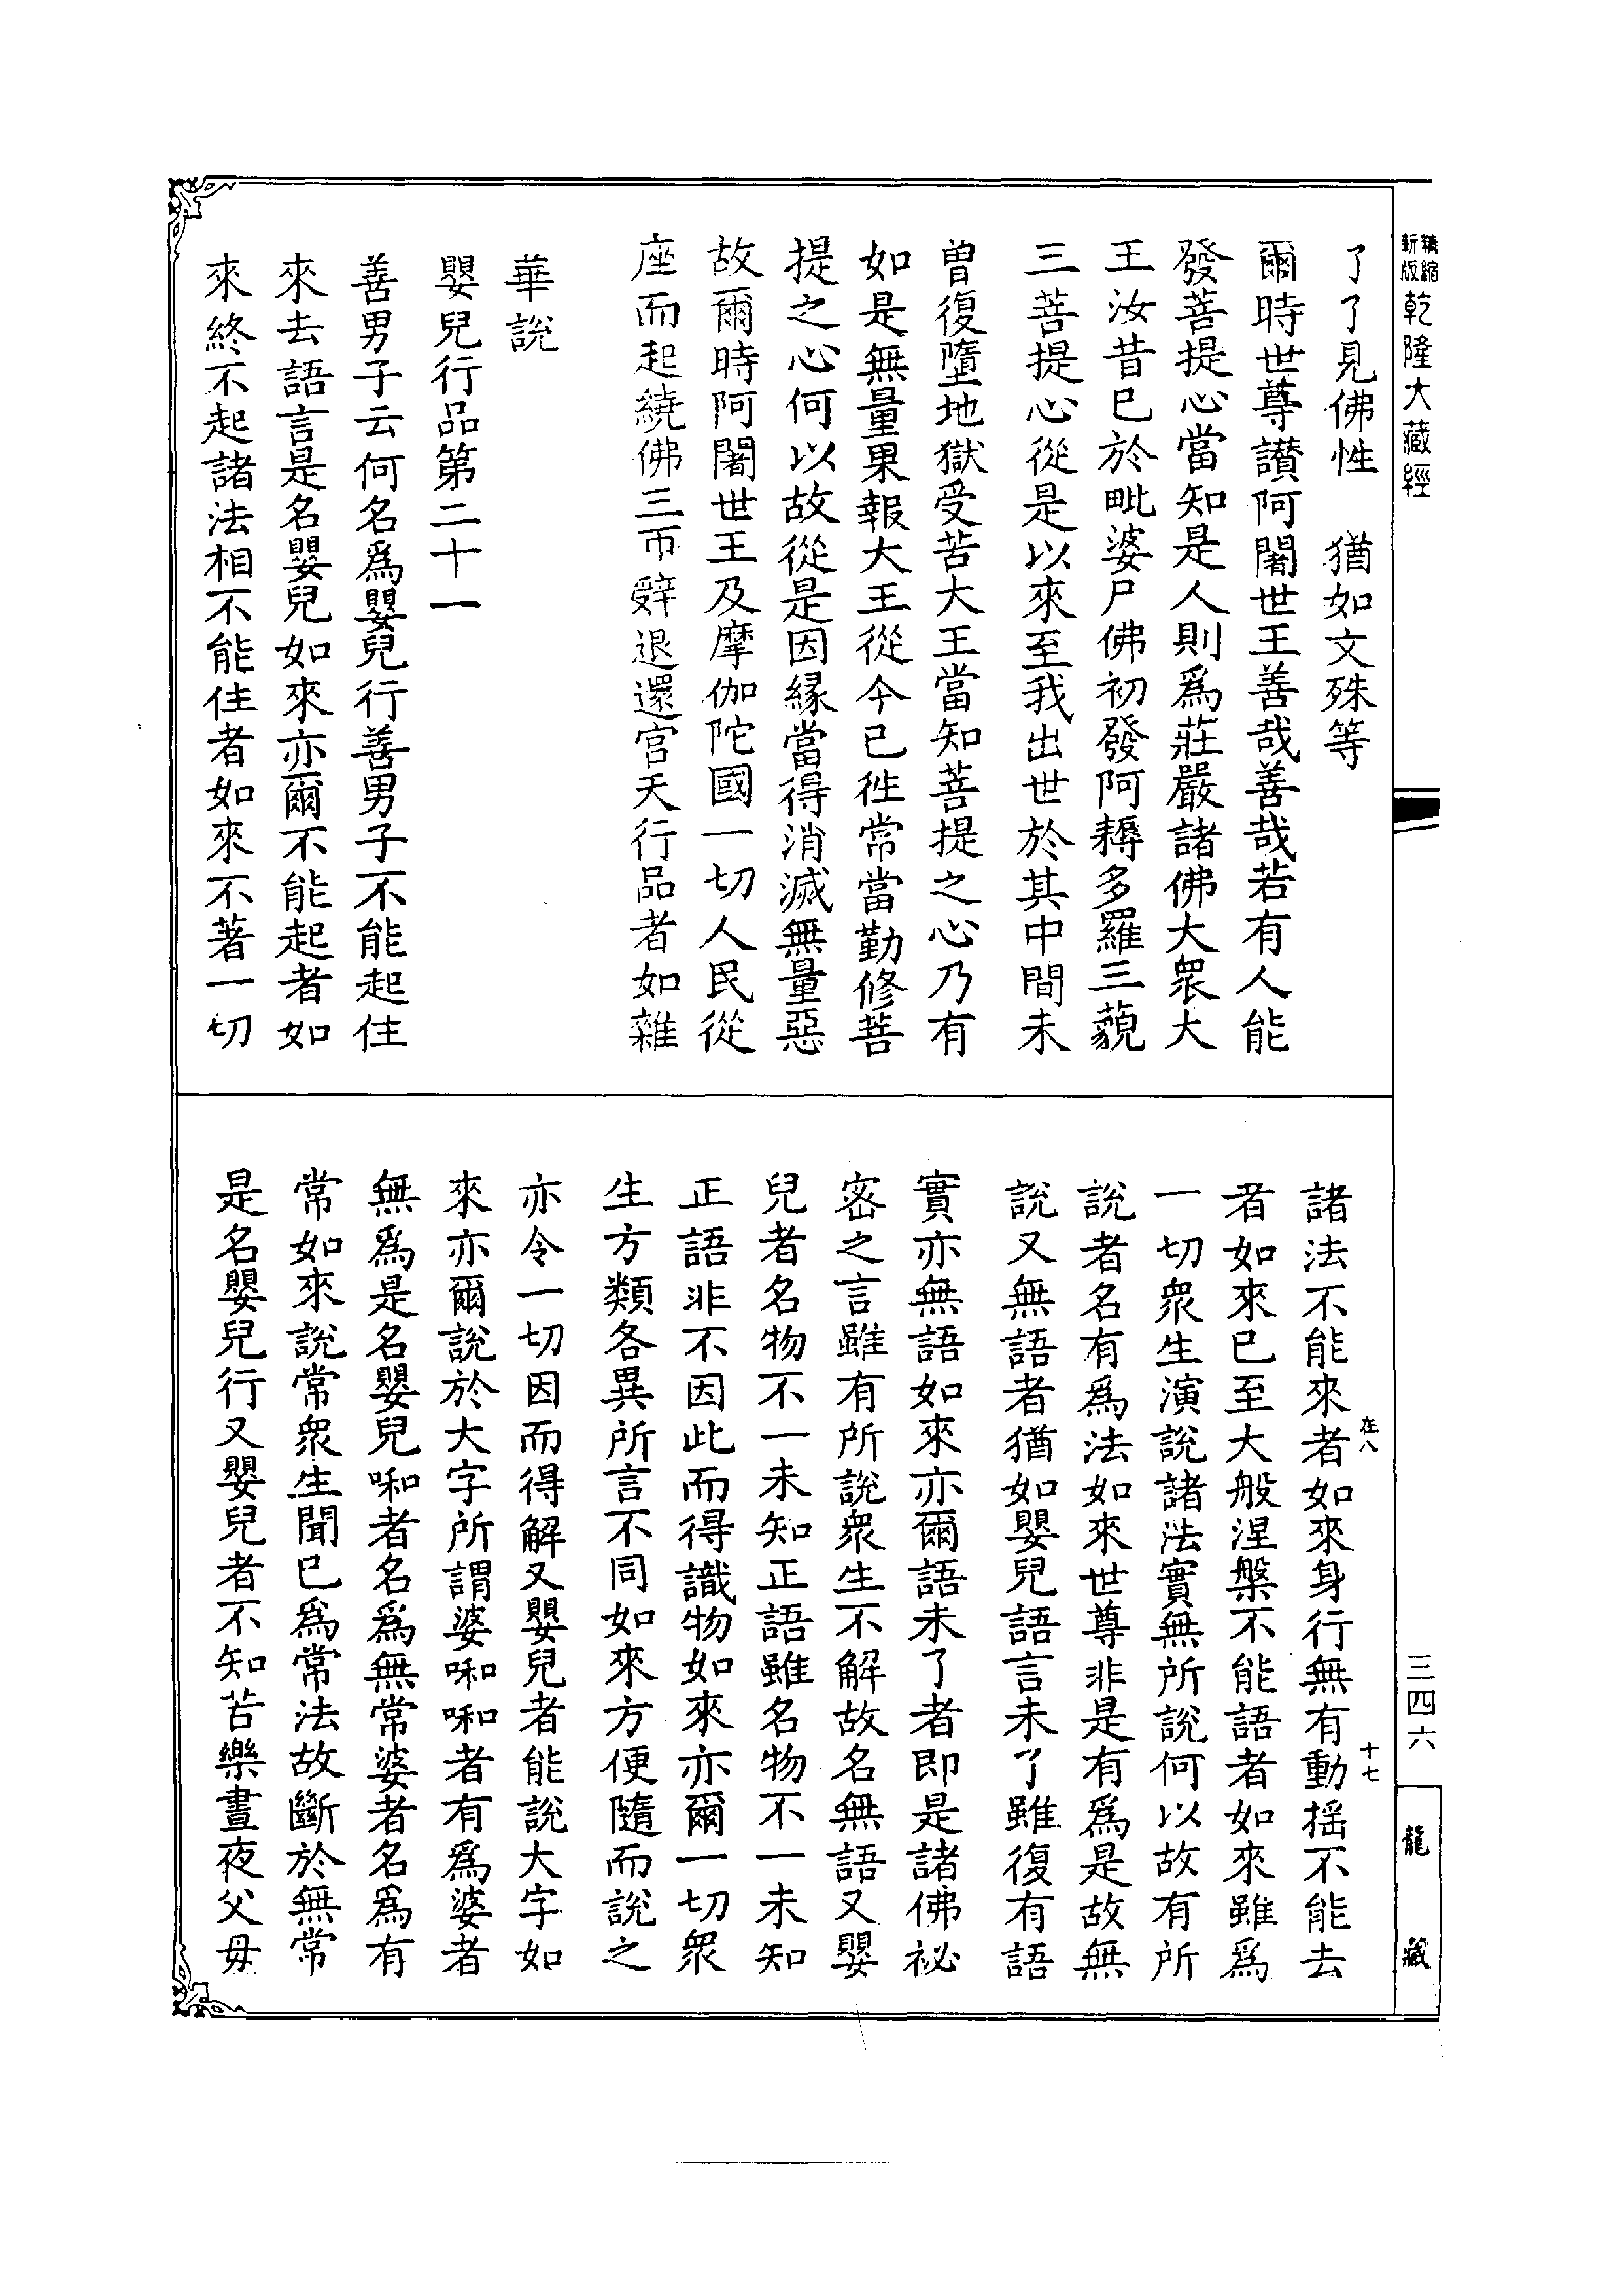 精縮新版乾隆大藏經
三四六
龍藏
了了見佛性　猶如文殊等
爾時世尊讃阿闍世王善哉善哉若有人能
發菩提心當知是人則爲莊嚴諸佛大衆大
王汝昔已於毗婆尸佛初發阿耨多羅三藐
三菩提心從是以來至我出世於其中間未
曾復墮地獄受苦大王當知菩提之心乃有
如是無量果報大王從今已徃常當勤修菩
提之心何以故從是因縁當得消滅無量惡
故爾時阿闍世王及摩伽陀國一切人民從
座而起繞佛三帀辤退還宫天行品者如雜
華說
嬰兒行品第二十一
善男子云何名爲嬰兒行善男子不能起住
來去語言是名嬰兒如來亦爾不能起者如
來終不起諸法相不能住者如來不著一切
在八
十七
諸法不能來者如來身行無有動揺不能去
者如來已至大般涅槃不能語者如來雖爲
一切衆生演說諸法實無所說何以故有所
說者名有爲法如來世尊非是有爲是故無
說又無語者猶如嬰兒語言未了雖復有語
實亦無語如來亦爾語未了者即是諸佛祕
密之言雖有所說衆生不解故名無語又嬰
兒者名物不一未知正語雖名物不一未知
正語非不因此而得識物如來亦爾一切衆
生方類各異所言不同如來方便隨而說之
亦令一切因而得解又嬰兒者能說大字如
來亦爾說於大字所謂婆啝啝者有爲婆者
無爲是名嬰兒啝者名爲無常婆者名爲有
常如來說常衆生聞已爲常法故斷於無常
是名嬰兒行又嬰兒者不知苦樂晝夜父母